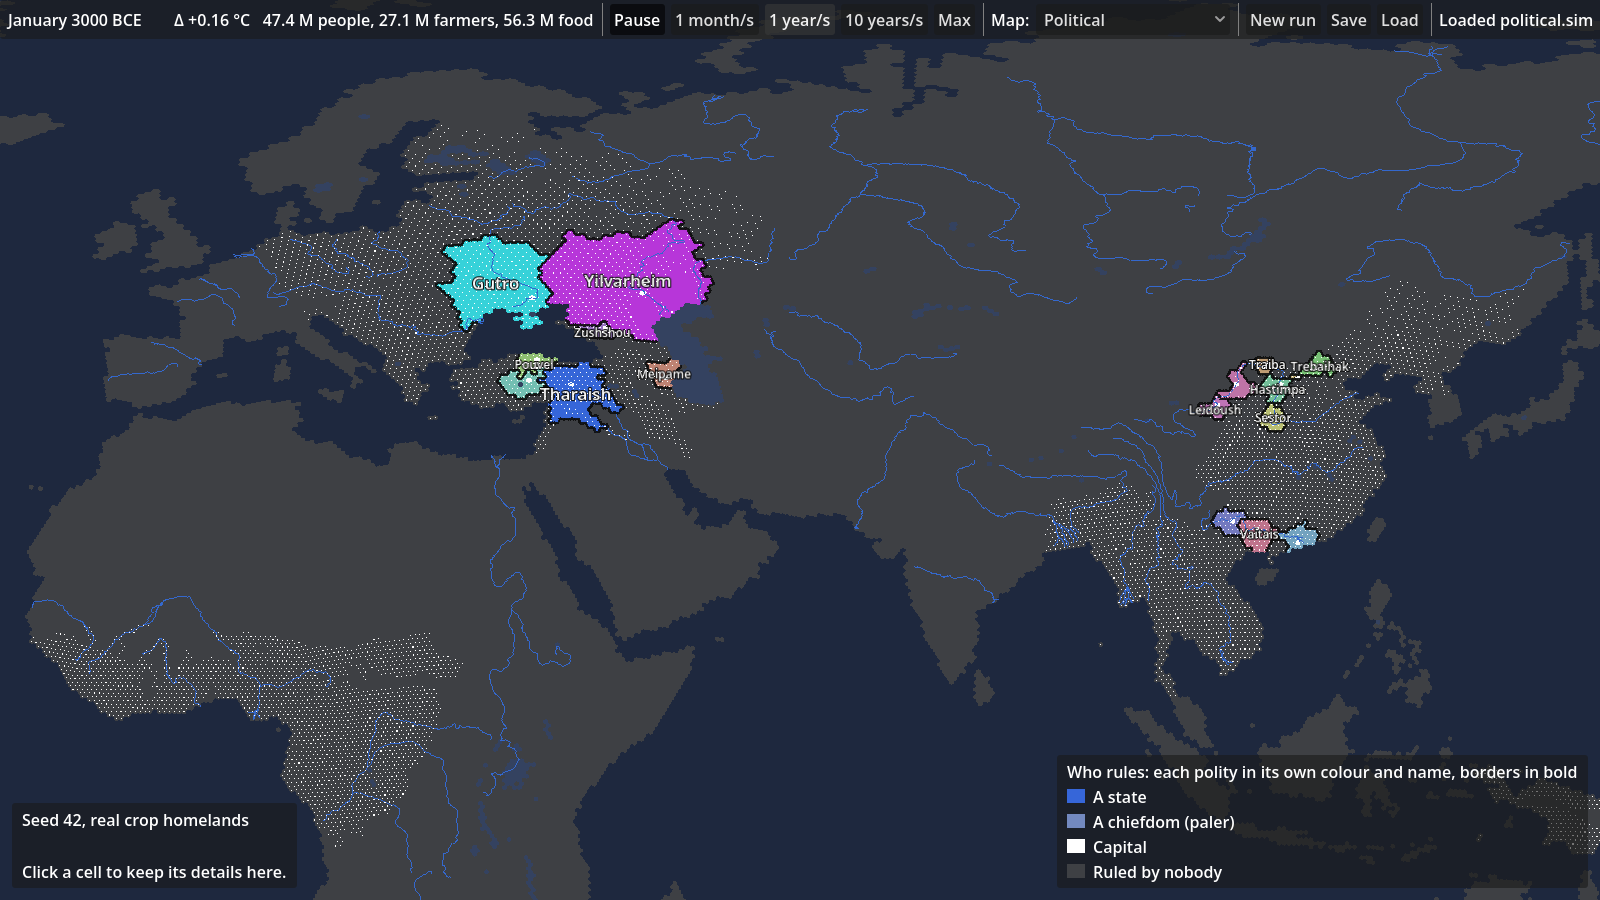 January 3000 BCE Δ +0.16 °C 47.4 M people, 27.1 M farmers, 56.3 M food Pause 1 month/s 1 year/s 10 years/s Max Map: Political New run Save Load Loaded political.sim
Gutro
Yilvarheim
Zushshou
Meipame
Tharaish
Traiba
Trebaihak
Hastimpa
Leidoush
Sestor
Vaitais
Who rules: each polity in its own colour and name, borders in bold
A state
A chiefdom (paler)
Capital
Ruled by nobody
Seed 42, real crop homelands
Click a cell to keep its details here.